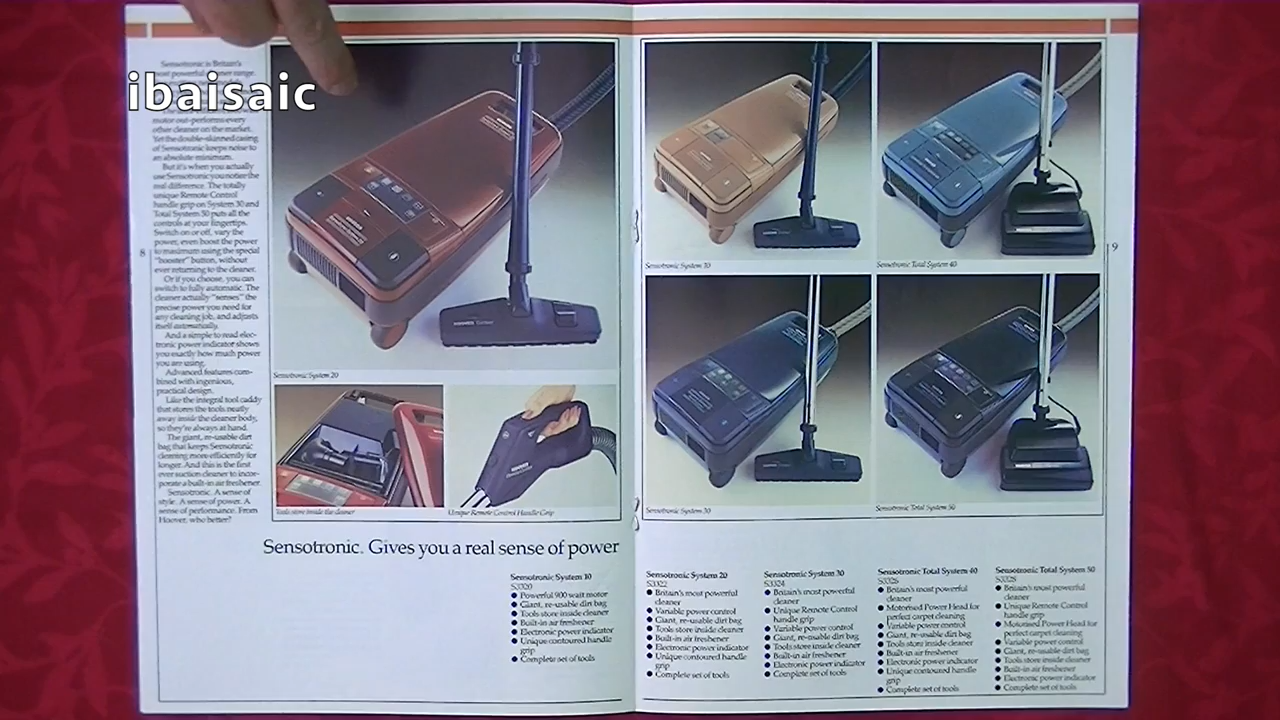 ibaisaic
Sensotronic is Britain's
most powerful cleaner range.
motor out-performs every
other cleaner on the market.
Yet the double-skinned casing
of Sensotronic keeps noise to
an absolute minimum.
But it's when you actually
use Sensotronic you notice the
real difference. The totally
unique Remote Control
handle grip on System 30 and
Total System 50 puts all the
controls at your fingertips.
Switch on or off, vary the
power, even boost the power
to maximum using the special
"booster" button, without
ever returning to the cleaner.
Or if you choose, you can
switch to fully automatic. The
cleaner actually "senses" the
precise power you need for
any cleaning job, and adjusts
itself automatically.
And a simple to read elec-
tronic power indicator shows
you exactly how much power
you are using.
Advanced features com-
bined with ingenious,
practical design.
Like the integral tool caddy
that stores the tools neatly
away inside the cleaner body,
so they're always at hand.
The giant, re-usable dirt
bag that keeps Sensotronic
cleaning more efficiently for
longer. And this is the first
ever suction cleaner to incor-
porate a built-in air freshener.
Sensotronic. A sense of
style. A sense of power. A
sense of performance. From
Hoover, who better?
8
Sensotronic System 20
Tools store inside the cleaner
Unique Remote Control Handle Grip
HOOVER
HOOVER
Sensotronic. Gives you a real sense of power
Sensotronic System 10
S3320
● Powerful 900 watt motor
● Giant, re-usable dirt bag
● Tools store inside cleaner
● Built-in air freshener
● Electronic power indicator
● Unique contoured handle
grip
● Complete set of tools
Sensotronic System 10
Sensotronic Total System 40
9
Sensotronic System 30
Sensotronic Total System 50
Sensotronic System 20
S3322
● Britain's most powerful
cleaner
● Variable power control
● Giant, re-usable dirt bag
● Tools store inside cleaner
● Built-in air freshener
● Electronic power indicator
● Unique contoured handle
grip
● Complete set of tools
Sensotronic System 30
S3324
● Britain's most powerful
cleaner
● Unique Remote Control
handle grip
● Variable power control
● Giant, re-usable dirt bag
● Tools store inside cleaner
● Built-in air freshener
● Electronic power indicator
● Complete set of tools
Sensotronic Total System 40
S3326
● Britain's most powerful
cleaner
● Motorised Power Head for
perfect carpet cleaning
● Variable power control
● Giant, re-usable dirt bag
● Tools store inside cleaner
● Built-in air freshener
● Electronic power indicator
● Unique contoured handle
grip
● Complete set of tools
Sensotronic Total System 50
S3328
● Britain's most powerful
cleaner
● Unique Remote Control
handle grip
● Motorised Power Head for
perfect carpet cleaning
● Variable power control
● Giant, re-usable dirt bag
● Tools store inside cleaner
● Built-in air freshener
● Electronic power indicator
● Complete set of tools